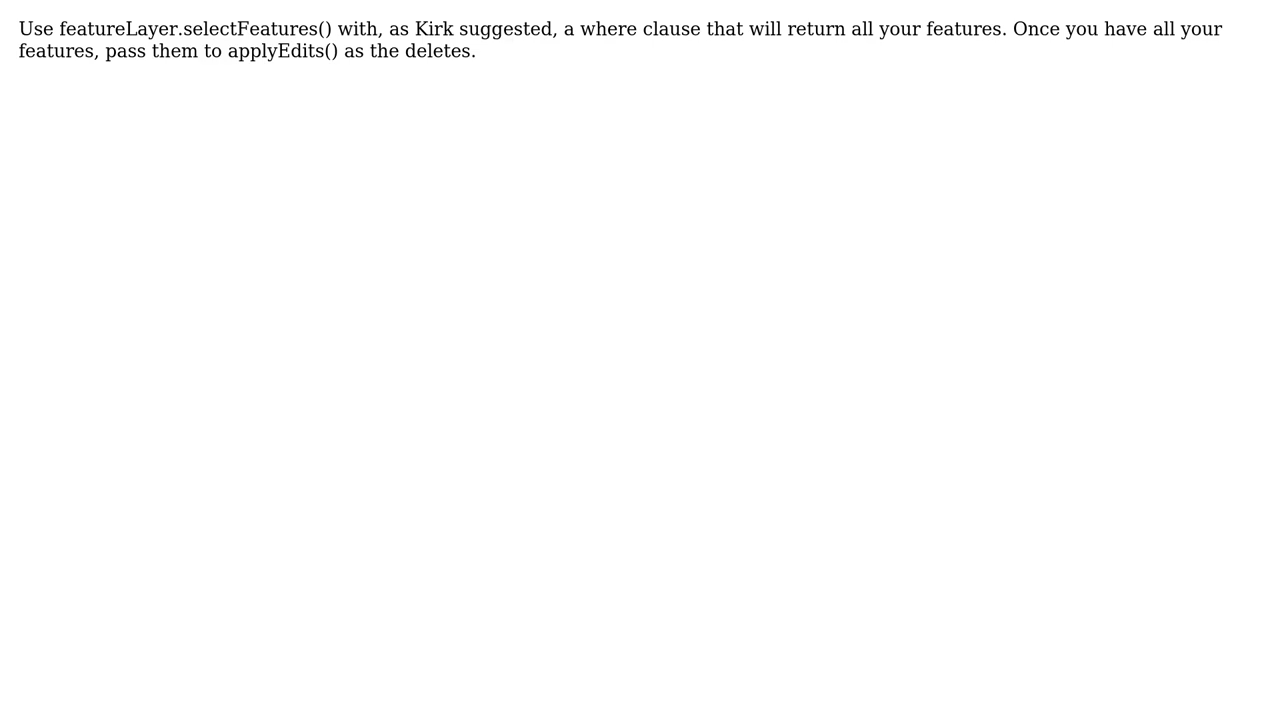 Use featureLayer.selectFeatures() with, as Kirk suggested, a where clause that will return all your features. Once you have all your
features, pass them to applyEdits() as the deletes.